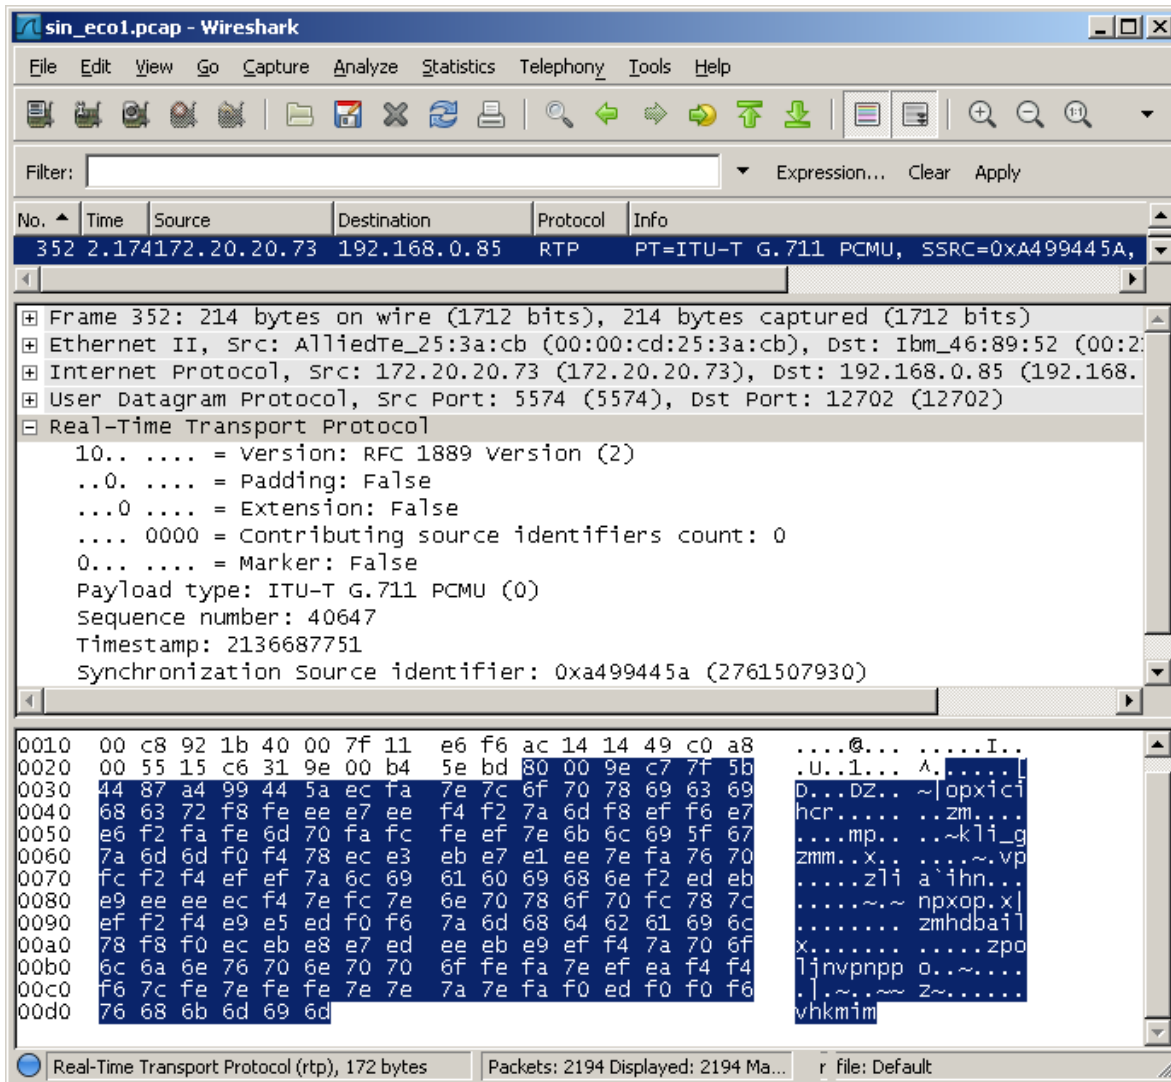 sin_eco1.pcap - Wireshark
File Edit View Go Capture Analyze Statistics Telephony Tools Help
Filter: Expression... Clear Apply
No. Time Source Destination Protocol Info
352 2.174172.20.20.73 192.168.0.85 RTP PT=ITU-T G.711 PCMU, SSRC=0xA499445A,
Frame 352: 214 bytes on wire (1712 bits), 214 bytes captured (1712 bits)
Ethernet II, Src: AlliedTe_25:3a:cb (00:00:cd:25:3a:cb), Dst: Ibm_46:89:52 (00:2
Internet Protocol, Src: 172.20.20.73 (172.20.20.73), Dst: 192.168.0.85 (192.168.
User Datagram Protocol, Src Port: 5574 (5574), Dst Port: 12702 (12702)
Real-Time Transport Protocol
10.. .... = Version: RFC 1889 Version (2)
..0. .... = Padding: False
...0 .... = Extension: False
.... 0000 = Contributing source identifiers count: 0
0... .... = Marker: False
Payload type: ITU-T G.711 PCMU (0)
Sequence number: 40647
Timestamp: 2136687751
Synchronization Source identifier: 0xa499445a (2761507930)
0010 00 c8 92 1b 40 00 7f 11 e6 f6 ac 14 14 49 c0 a8 ....@... .....I..
0020 00 55 15 c6 31 9e 00 b4 5e bd 80 00 9e c7 7f 5b .U..1... ^......[
0030 44 87 a4 99 44 5a ec fa 7e 7c 6f 70 78 69 63 69 D...DZ.. ~|opxici
0040 68 63 72 f8 fe ee e7 ee f4 f2 7a 6d f8 ef f6 e7 hcr..... ..zm....
0050 e6 f2 fa fe 6d 70 fa fc fe ef 7e 6b 6c 69 5f 67 ....mp.. ..~kli_g
0060 7a 6d 6d f0 f4 78 ec e3 eb e7 e1 ee 7e fa 76 70 zmm..x.. ....~.vp
0070 fc f2 f4 ef ef 7a 6c 69 61 60 69 68 6e f2 ed eb .....zli a`ihn...
0080 e9 ee ee ec f4 7e fc 7e 6e 70 78 6f 70 fc 78 7c .....~.~ npxop.x|
0090 ef f2 f4 e9 e5 ed f0 f6 7a 6d 68 64 62 61 69 6c ........ zmhdbail
00a0 78 f8 f0 ec eb e8 e7 ed ee eb e9 ef f4 7a 70 6f x....... .....zpo
00b0 6c 6a 6e 76 70 6e 70 70 6f fe fa 7e ef ea f4 f4 ljnvpnpp o..~....
00c0 f6 7c fe 7e fe fe 7e 7e 7a 7e fa f0 ed f0 f0 f6 .|.~..~~ z~......
00d0 76 68 6b 6d 69 6d vhkmim
Real-Time Transport Protocol (rtp), 172 bytes Packets: 2194 Displayed: 2194 Ma... r file: Default